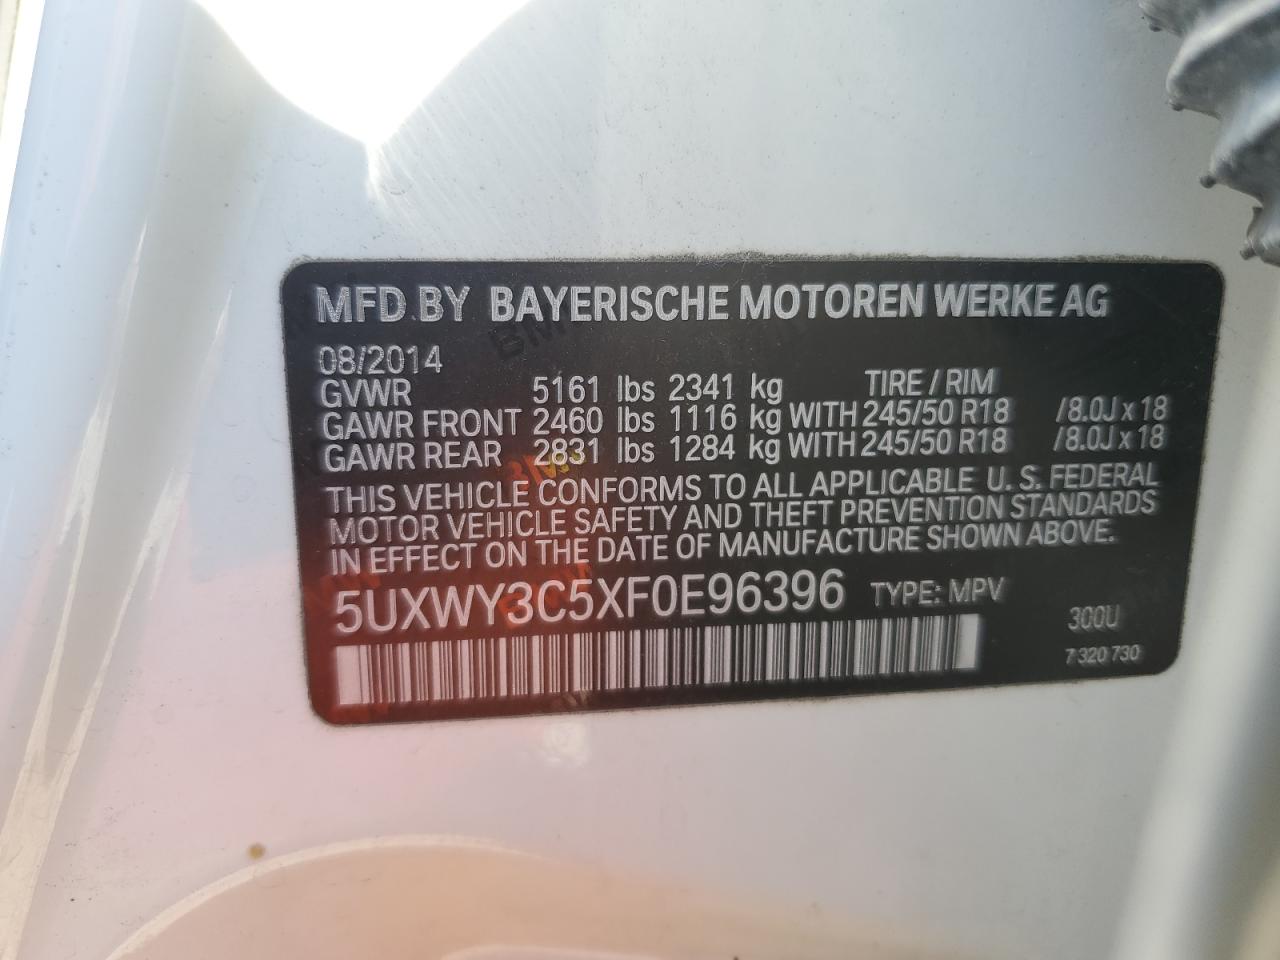 MFD.BY BAYERISCHE MOTOREN WERKE AG
08/2014
GVWR 5161 lbs 2341 kg TIRE / RIM
GAWR FRONT 2460 lbs 1116 kg WITH 245/50 R18 /8.0J x 18
GAWR REAR 2831 lbs 1284 kg WITH 245/50 R18 /8.0J x 18
THIS VEHICLE CONFORMS TO ALL APPLICABLE U. S. FEDERAL
MOTOR VEHICLE SAFETY AND THEFT PREVENTION STANDARDS
IN EFFECT ON THE DATE OF MANUFACTURE SHOWN ABOVE.
5UXWY3C5XF0E96396 TYPE: MPV
300U
7 320 730